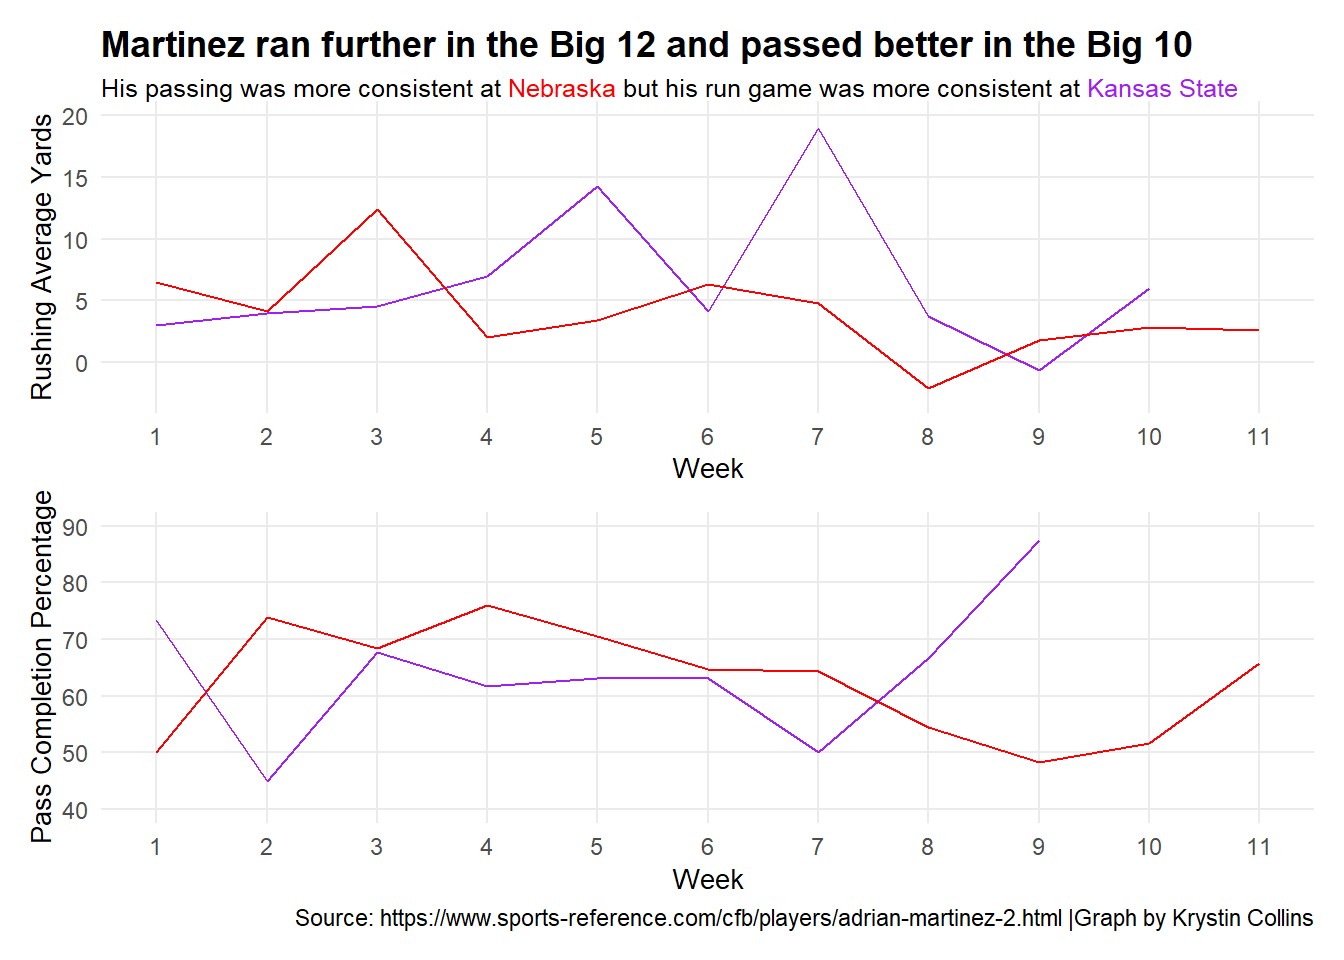 Martinez ran further in the Big 12 and passed better in the Big 10
His passing was more consistent at Nebraska but his run game was more consistent at Kansas State
Rushing Average Yards
20
15
10
5
0
1 2 3 4 5 6 7 8 9 10 11
Week
Pass Completion Percentage
90
80
70
60
50
40
1 2 3 4 5 6 7 8 9 10 11
Week
Source: https://www.sports-reference.com/cfb/players/adrian-martinez-2.html |Graph by Krystin Collins